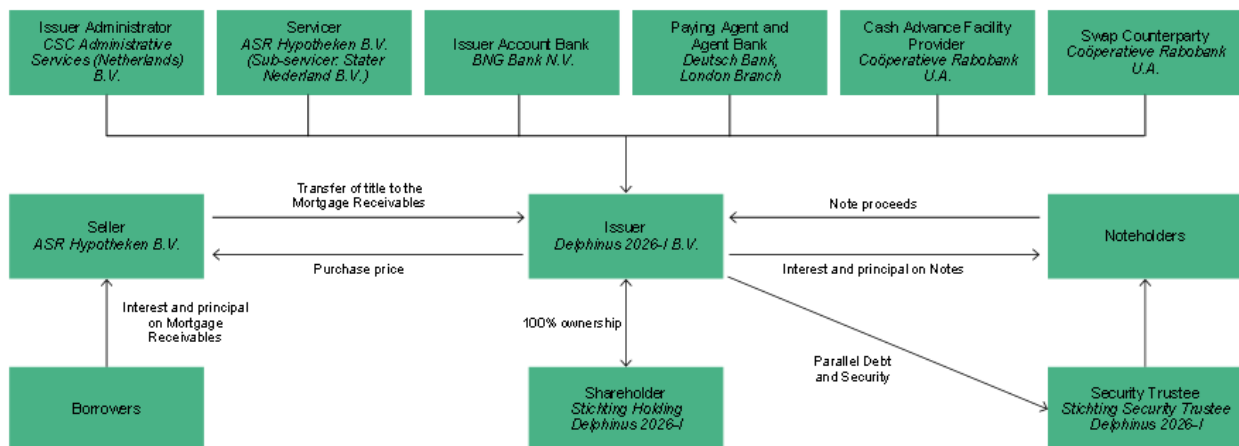 Issuer Administrator
CSC Administrative
Services (Netherlands)
B.V.
Servicer
ASR Hypotheken B.V.
(Sub-servicer: Stater
Nederland B.V.)
Issuer Account Bank
BNG Bank N.V.
Paying Agent and
Agent Bank
Deutsch Bank,
London Branch
Cash Advance Facility
Provider
Coöperatieve Rabobank
U.A.
Swap Counterparty
Coöperatieve Rabobank
U.A.
Seller
ASR Hypotheken B.V.
Transfer of title to the
Mortgage Receivables
Purchase price
Issuer
Delphinus 2026-I B.V.
Note proceeds
Interest and principal on Notes
Noteholders
Interest and principal
on Mortgage
Receivables
100% ownership
Parallel Debt
and Security
Borrowers
Shareholder
Stichting Holding
Delphinus 2026-I
Security Trustee
Stichting Security Trustee
Delphinus 2026-I